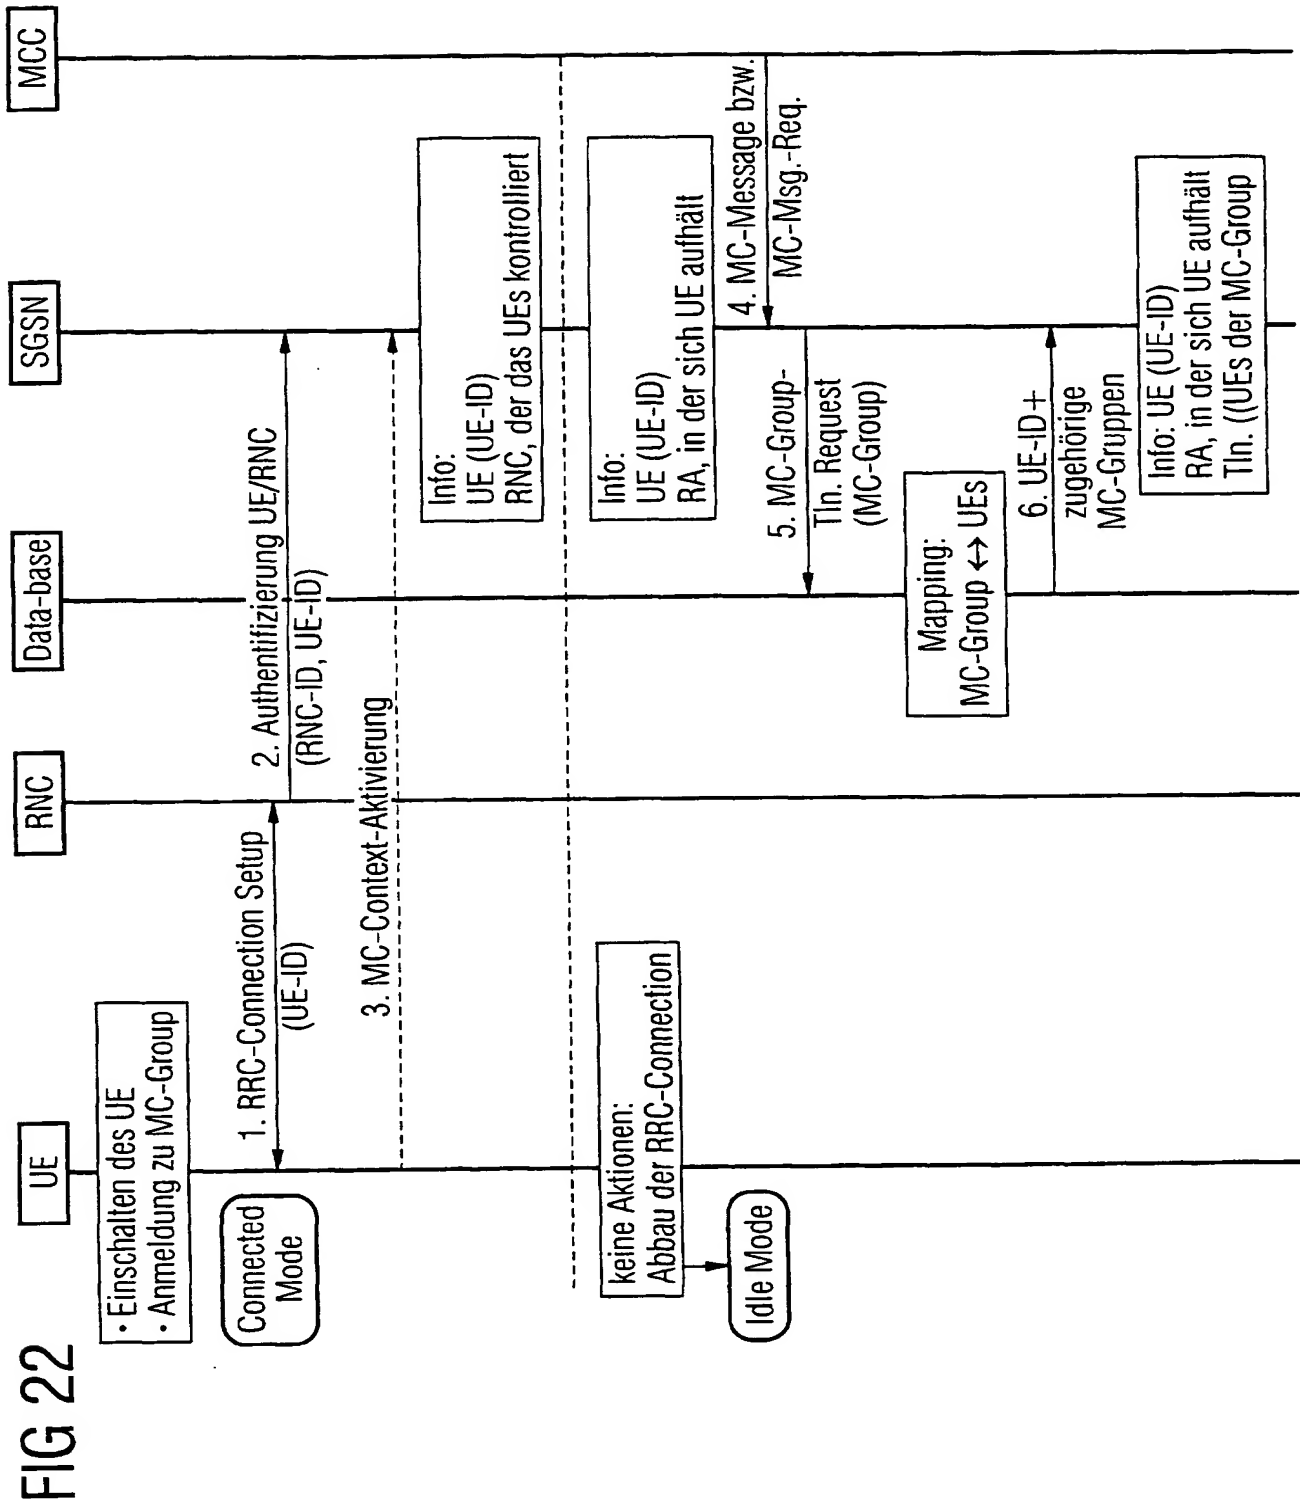 FIG 22
UE
RNC
Data-base
SGSN
MCC
• Einschalten des UE
• Anmeldung zu MC-Group
Connected
Mode
1. RRC-Connection Setup
(UE-ID)
2. Authentifizierung UE/RNC
(RNC-ID, UE-ID)
3. MC-Context-Aktivierung
Info:
UE (UE-ID)
RNC, der das UEs kontrolliert
keine Aktionen:
Abbau der RRC-Connection
Idle Mode
Info:
UE (UE-ID)
RA, in der sich UE aufhält
4. MC-Message bzw.
MC-Msg.-Req.
5. MC-Group-
Tln. Request
(MC-Group)
Mapping:
MC-Group ↔ UEs
6. UE-ID+
zugehörige
MC-Gruppen
Info: UE (UE-ID)
RA, in der sich UE aufhält
Tln. ((UEs der MC-Group